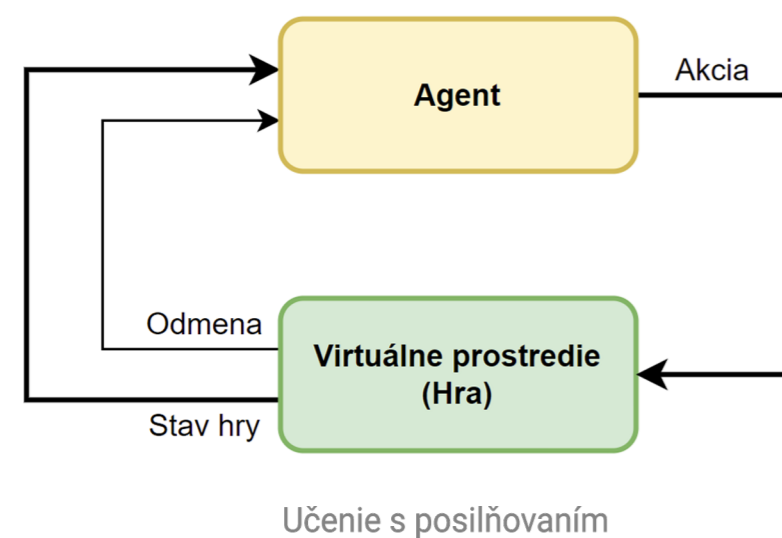 Agent
Akcia
Odmena
Virtuálne prostredie
(Hra)
Stav hry
Učenie s posilňovaním